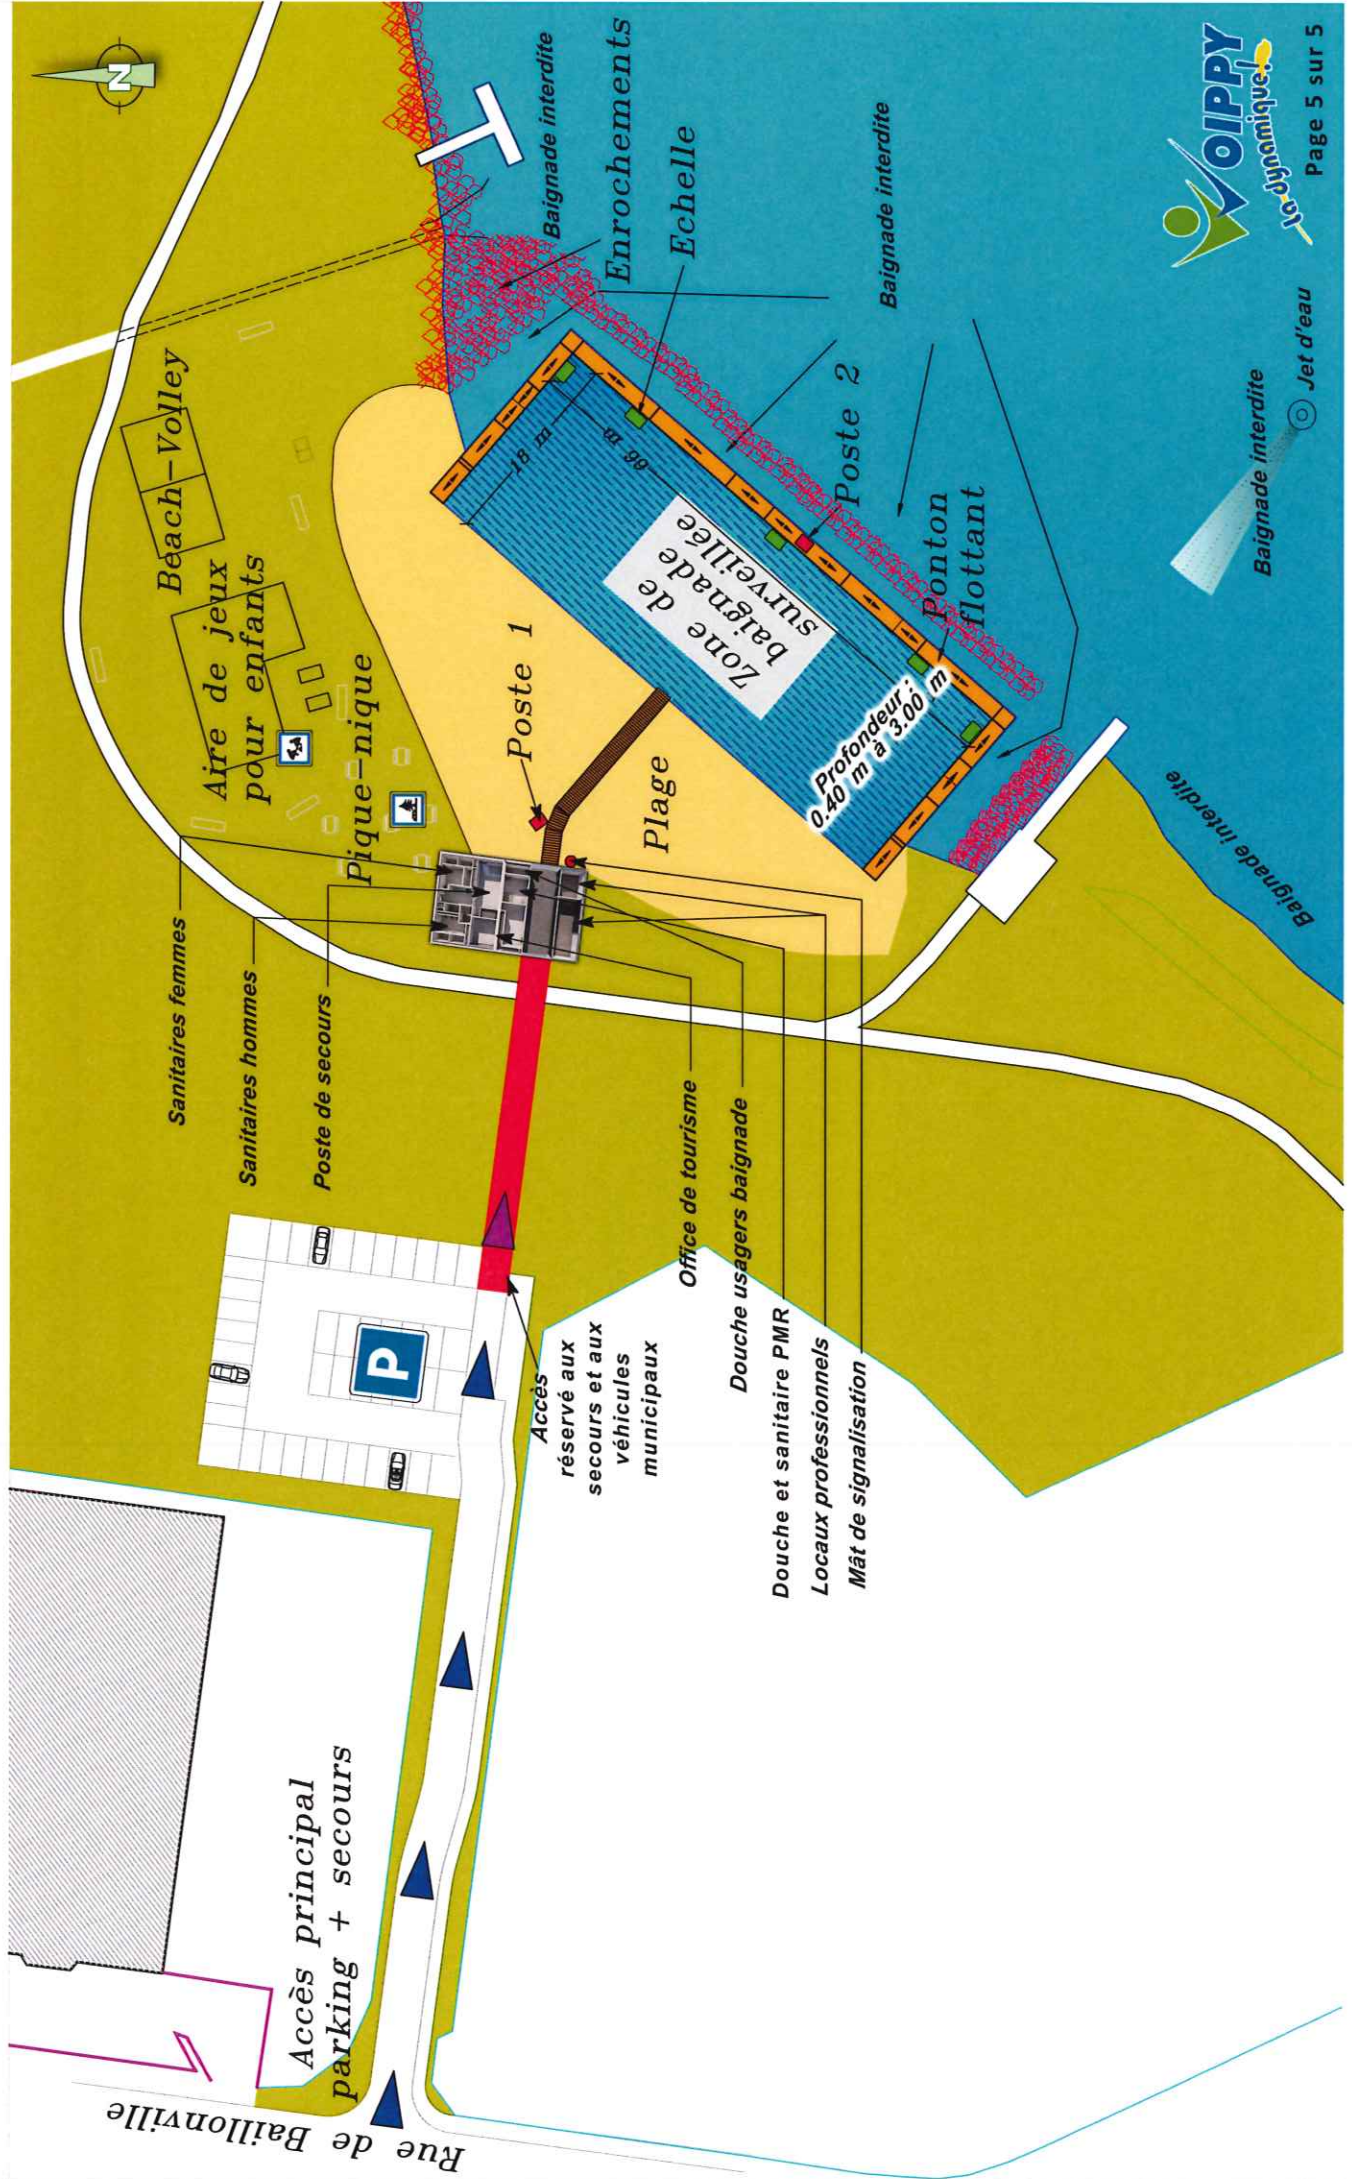 N
Beach-Volley
Aire de jeux
pour enfants
Pique-nique
Sanitaires femmes
Sanitaires hommes
Poste de secours
Baignade interdite
Enrochements
Echelle
Baignade interdite
18 m
66 m
Zone de
baignade
surveillée
Poste 1
Poste 2
Plage
Ponton
flottant
Profondeur :
0.40 m à 3.00 m
Baignade interdite
Jet d'eau
Baignade interdite
P
Accès
réservé aux
secours et aux
véhicules
municipaux
Office de tourisme
Douche usagers baignade
Douche et sanitaire PMR
Locaux professionnels
Mât de signalisation
Accès principal
parking + secours
Rue de Baillonville
WOIPPY
la dynamique!
Page 5 sur 5